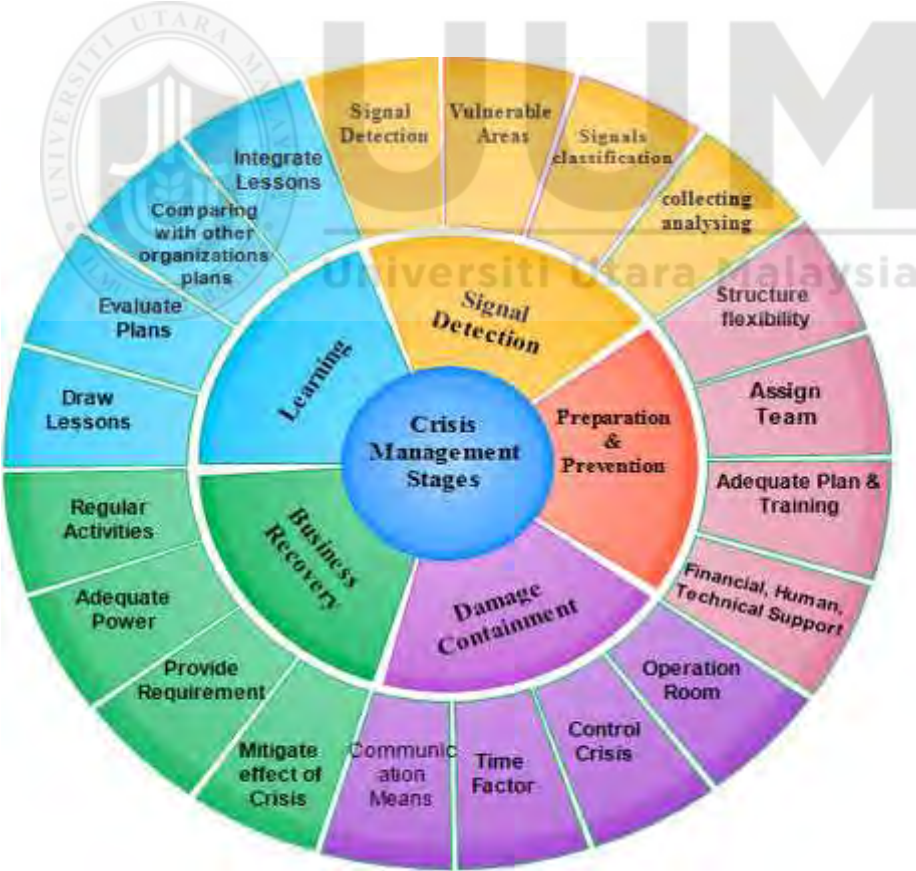 UUM
Universiti Utara Malaysia
UNIVERSITI UTARA MALAYSIA
Crisis
Management
Stages
Signal
Detection
Signal
Detection
Vulnerable
Areas
Signals
classification
collecting
analysing
Preparation
&
Prevention
Structure
flexibility
Assign
Team
Adequate Plan &
Training
Financial, Human,
Technical Support
Damage
Containment
Operation
Room
Control
Crisis
Time
Factor
Communic
ation
Means
Business
Recovery
Mitigate
effect of
Crisis
Provide
Requirement
Adequate
Power
Regular
Activities
Learning
Draw
Lessons
Evaluate
Plans
Comparing
with other
organizations
plans
Integrate
Lessons